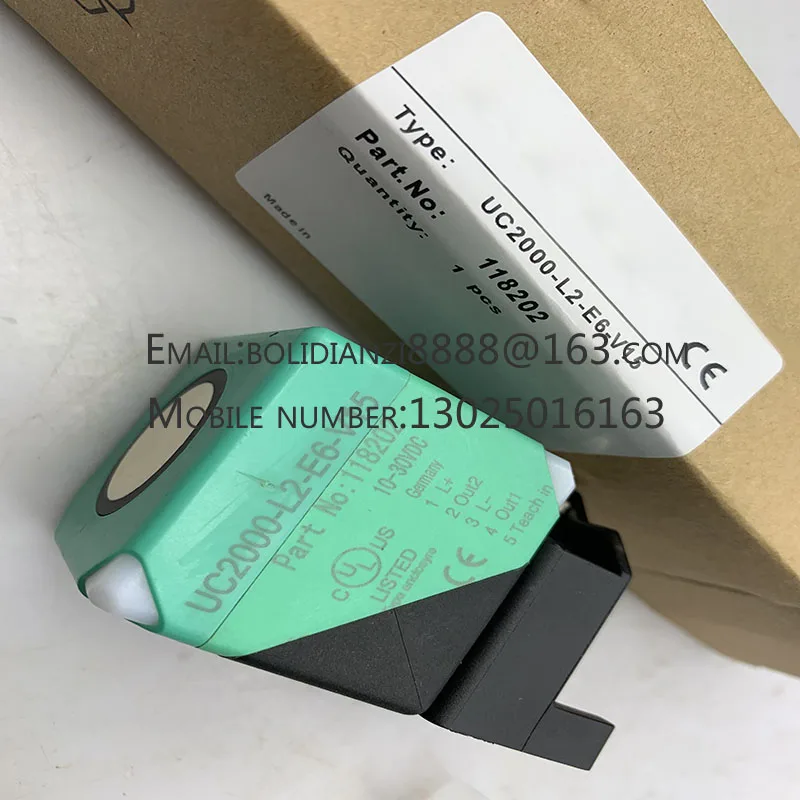 Type: UC2000-L2-E6-V15
Part.No: 118202
Quantity: 1 pcs
Made in
CE
EMAIL:BOLIDIANZI8888@163.COM
MOBILE NUMBER:13025016163
UC2000-L2-E6-V15
Part No.:118202
10-30VDC
Germany
1 L+
2 Out2
3 L-
4 Out1
5 Teach in
C UL US
LISTED
CE